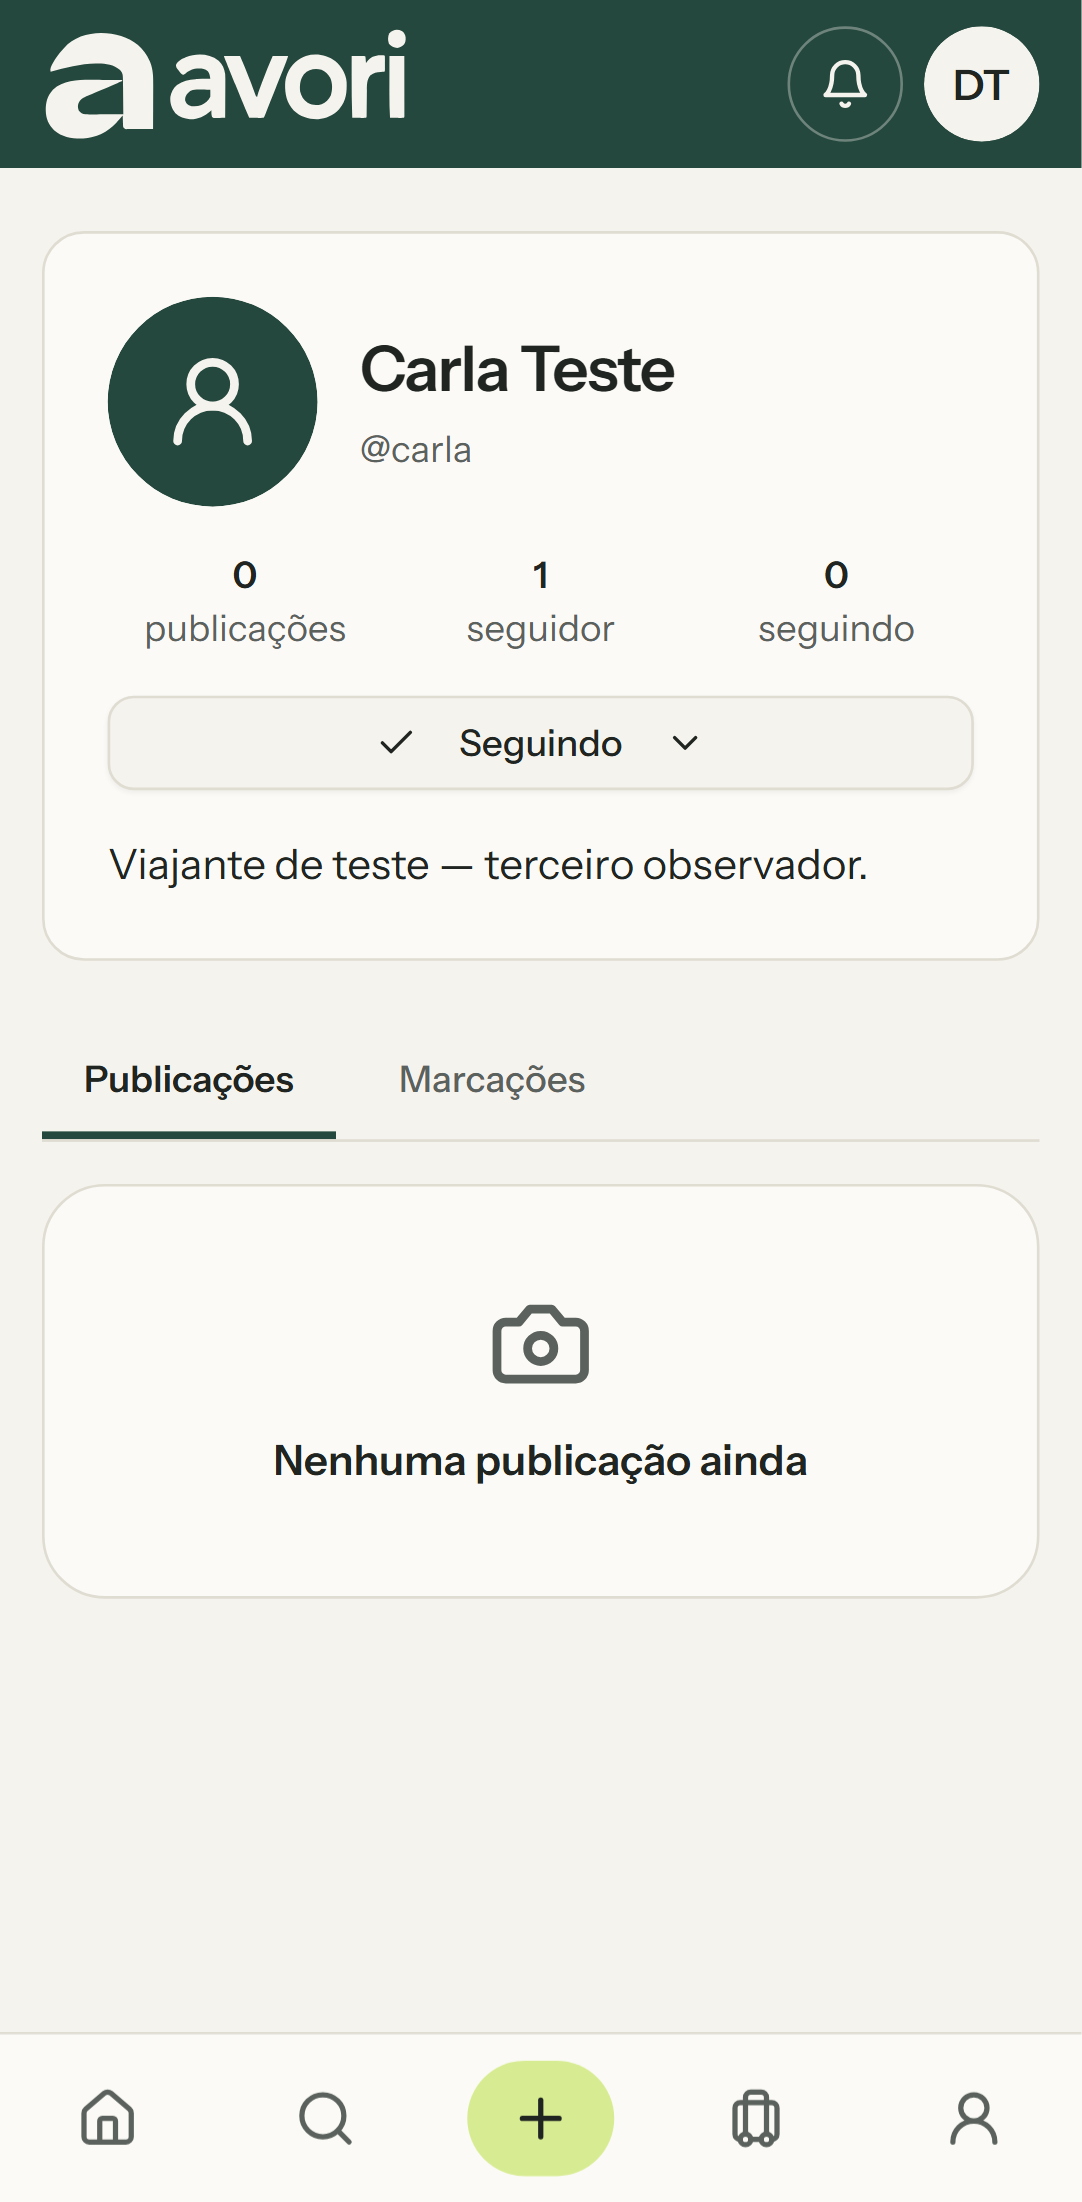 a avori
DT
Carla Teste
@carla
0 1 0
publicações seguidor seguindo
Seguindo
Viajante de teste — terceiro observador.
Publicações Marcações
Nenhuma publicação ainda